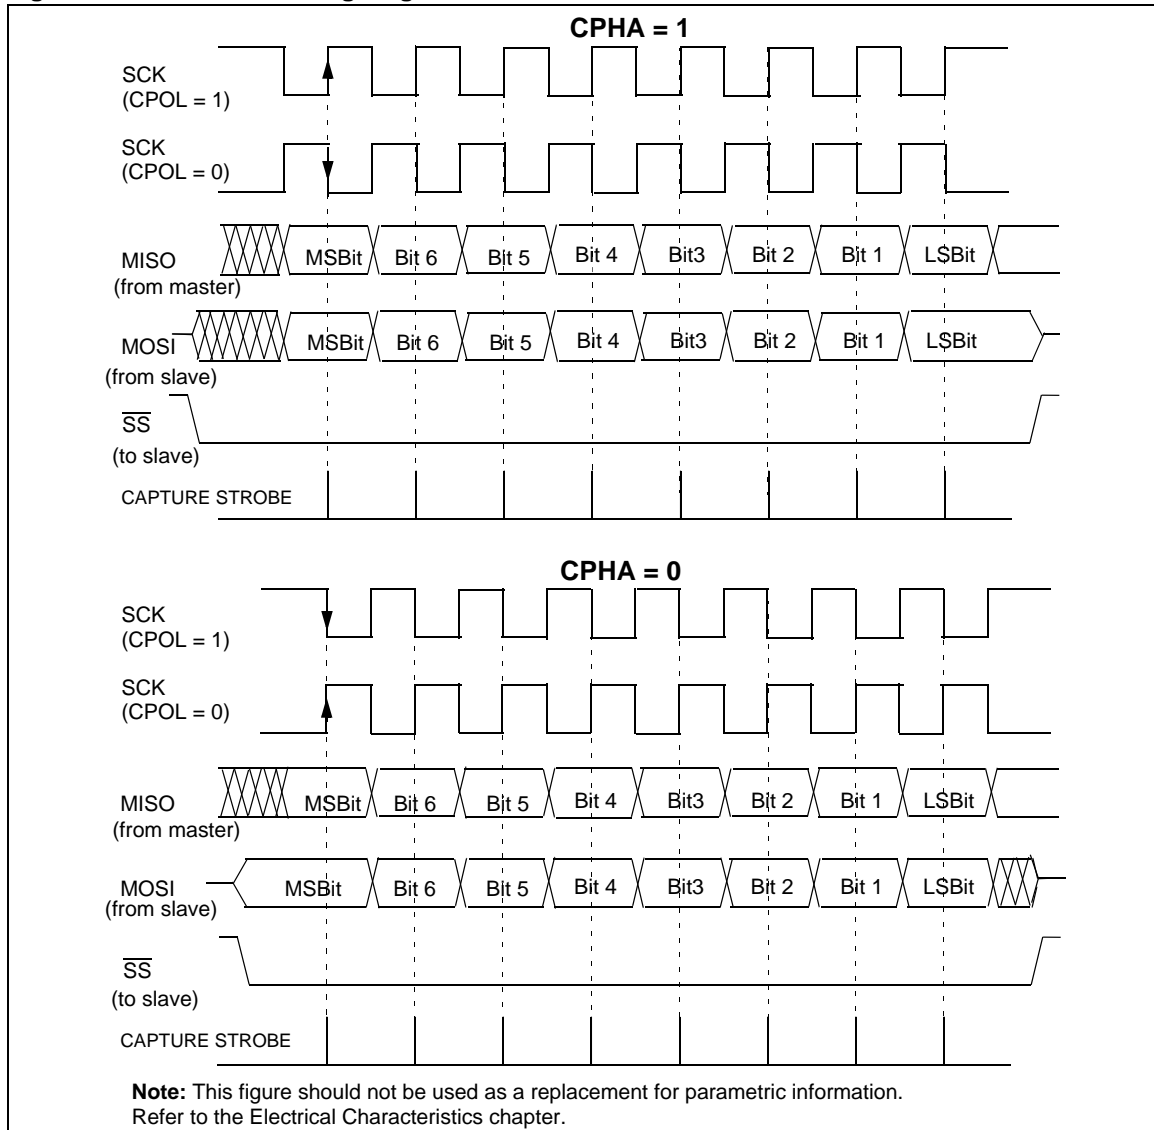 CPHA = 1
SCK
(CPOL = 1)
SCK
(CPOL = 0)
MISO
(from master)
MSBit Bit 6 Bit 5 Bit 4 Bit3 Bit 2 Bit 1 LSBit
MOSI
(from slave)
MSBit Bit 6 Bit 5 Bit 4 Bit3 Bit 2 Bit 1 LSBit
SS
(to slave)
CAPTURE STROBE
CPHA = 0
SCK
(CPOL = 1)
SCK
(CPOL = 0)
MISO
(from master)
MSBit Bit 6 Bit 5 Bit 4 Bit3 Bit 2 Bit 1 LSBit
MOSI
(from slave)
MSBit Bit 6 Bit 5 Bit 4 Bit3 Bit 2 Bit 1 LSBit
SS
(to slave)
CAPTURE STROBE
Note: This figure should not be used as a replacement for parametric information.
Refer to the Electrical Characteristics chapter.